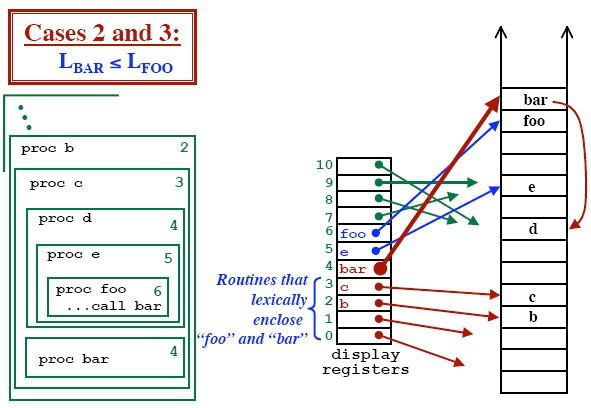 Cases 2 and 3:
LBAR ≤ LFOO
proc b 2
proc c 3
proc d 4
proc e 5
proc foo 6
...call bar
proc bar 4
Routines that
lexically
enclose
“foo” and “bar”
10
9
8
7
6 foo
5 e
4 bar
3 c
2 b
1
0
display
registers
bar
foo
e
d
c
b